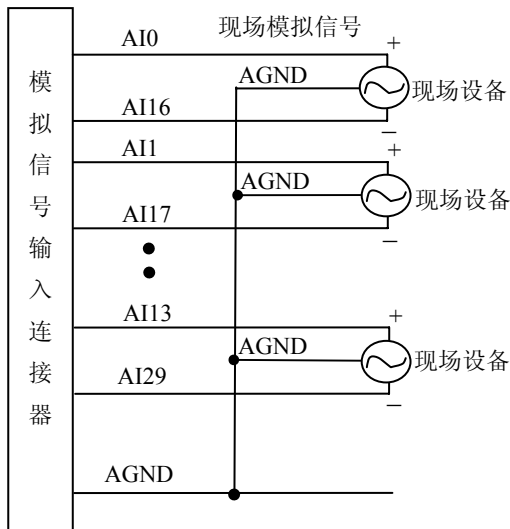 模拟信号输入连接器
现场模拟信号
AI0
+
AGND
现场设备
AI16
−
AI1
+
AGND
现场设备
AI17
−
AI13
+
AGND
现场设备
AI29
−
AGND